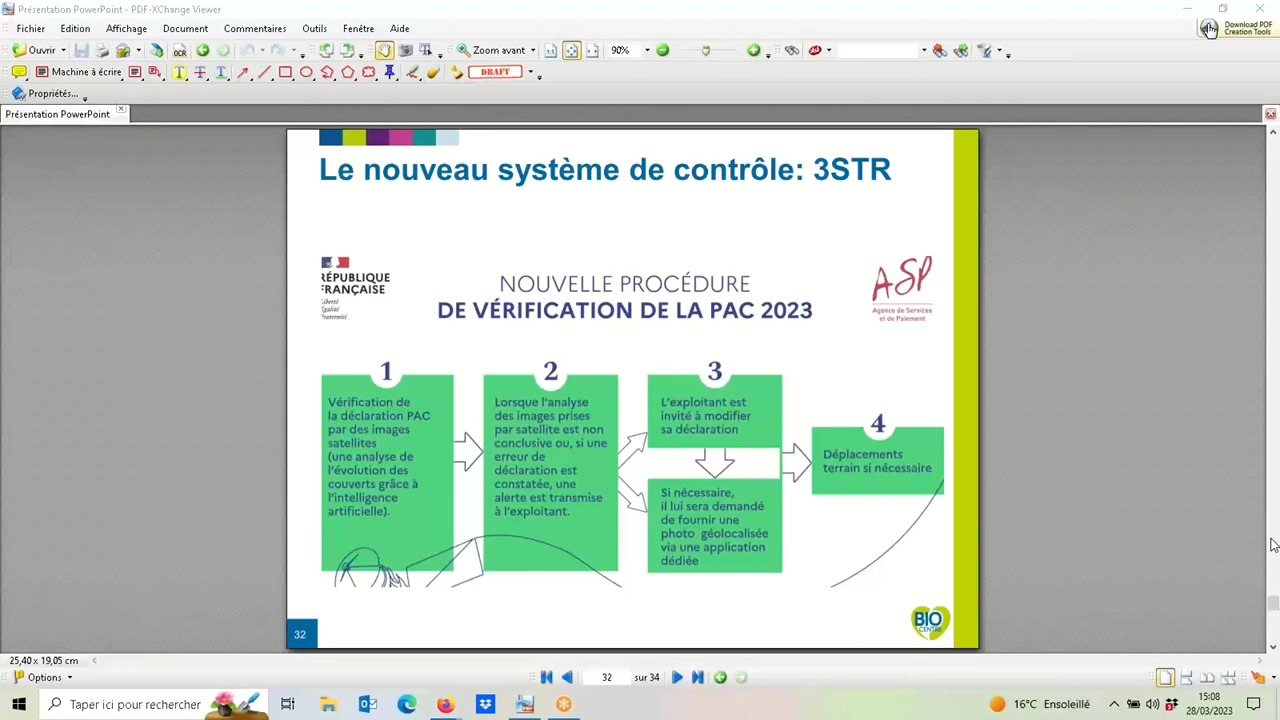 Présentation PowerPoint - PDF-XChange Viewer
Fichier Edition Affichage Document Commentaires Outils Fenêtre Aide
Download PDF
Creation Tools
Ouvrir OCR Zoom avant 90%
Machine à écrire DRAFT
Propriétés...
Présentation PowerPoint
Le nouveau système de contrôle: 3STR
RÉPUBLIQUE
FRANÇAISE
Liberté
Égalité
Fraternité
NOUVELLE PROCÉDURE
DE VÉRIFICATION DE LA PAC 2023
ASP
Agence de Services
et de Paiement
1
Vérification de
la déclaration PAC
par des images
satellites
(une analyse de
l'évolution des
couverts grâce à
l'intelligence
artificielle).
2
Lorsque l'analyse
des images prises
par satellite est non
conclusive ou, si une
erreur de
déclaration est
constatée, une
alerte est transmise
à l'exploitant.
3
L'exploitant est
invité à modifier
sa déclaration
Si nécessaire,
il lui sera demandé
de fournir une
photo géolocalisée
via une application
dédiée
4
Déplacements
terrain si nécessaire
32
BIO
CENTRE
25,40 x 19,05 cm
Options 32 sur 34
Taper ici pour rechercher
16°C Ensoleillé
15:08
28/03/2023